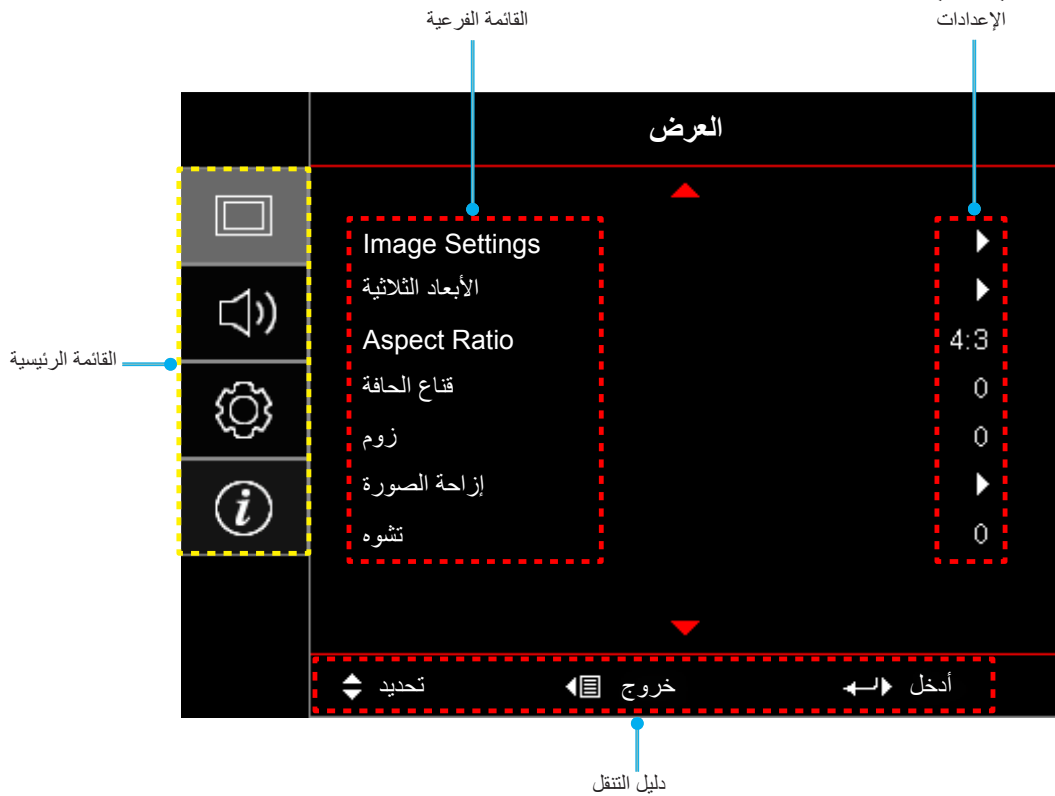 الإعدادات
القائمة الفرعية
العرض
Image Settings
الأبعاد الثلاثية
Aspect Ratio 4:3
قناع الحافة 0
زوم 0
إزاحة الصورة
تشوه 0
القائمة الرئيسية
أدخل خروج تحديد
دليل التنقل